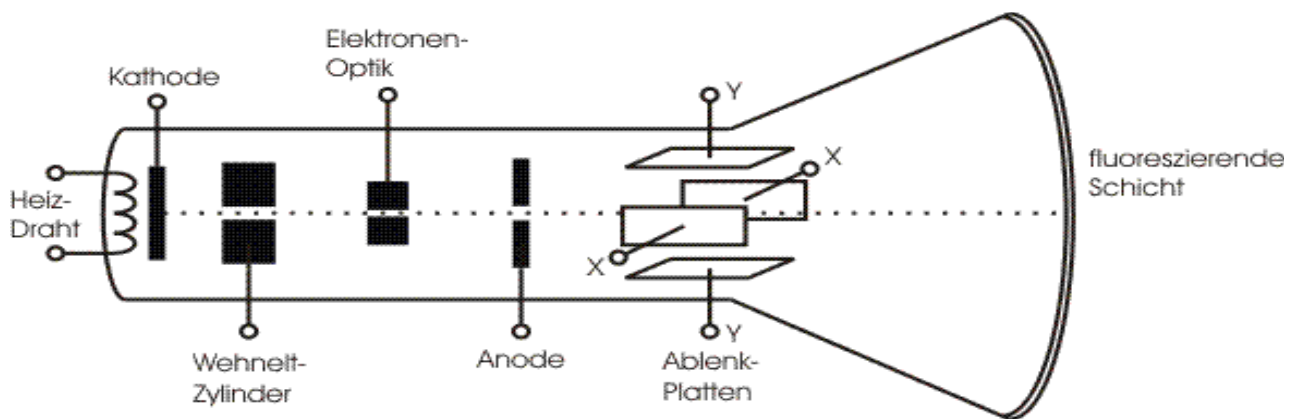 Elektronen-
Optik
Kathode
Y
X
fluoreszierende
Schicht
Heiz-
Draht
X
Y
Wehnelt-
Zylinder
Anode
Ablenk-
Platten